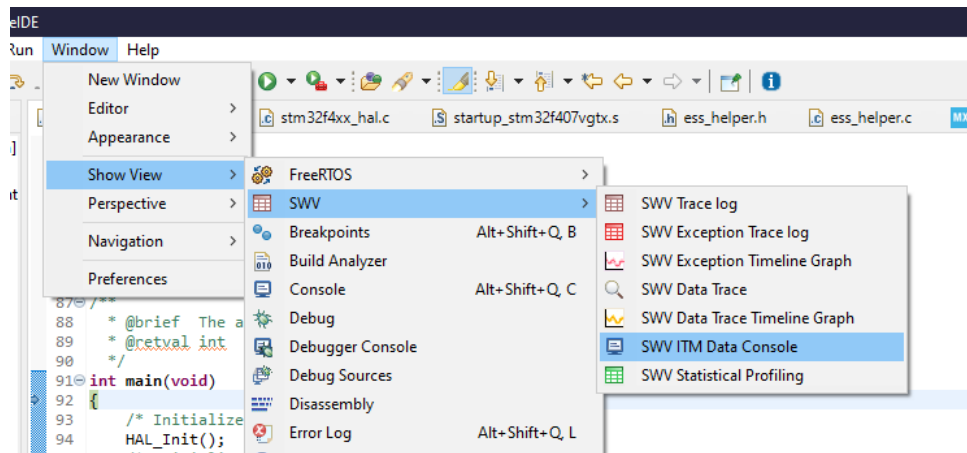 eIDE
Run Window Help
New Window
Editor
Appearance
Show View
Perspective
Navigation
Preferences
stm32f4xx_hal.c startup_stm32f407vgtx.s ess_helper.h ess_helper.c MX
FreeRTOS
SWV
Breakpoints Alt+Shift+Q, B
Build Analyzer
Console Alt+Shift+Q, C
Debug
Debugger Console
Debug Sources
Disassembly
Error Log Alt+Shift+Q, L
SWV Trace log
SWV Exception Trace log
SWV Exception Timeline Graph
SWV Data Trace
SWV Data Trace Timeline Graph
SWV ITM Data Console
SWV Statistical Profiling
87 /**
88 * @brief The a
89 * @retval int
90 */
91 int main(void)
92 {
93 /* Initialize
94 HAL_Init();